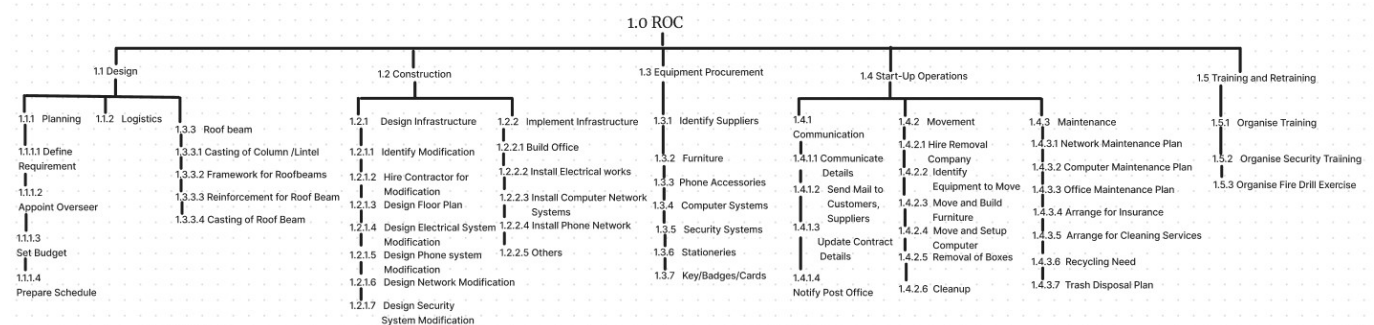 1.0 ROC
1.1 Design
1.1.1 Planning
1.1.1.1 Define
Requirement
1.1.1.2
Appoint Overseer
1.1.1.3
Set Budget
1.1.1.4
Prepare Schedule
1.1.2 Logistics
1.3.3 Roof beam
1.3.3.1 Casting of Column /Lintel
1.3.3.2 Framework for Roofbeams
1.3.3.3 Reinforcement for Roof Beam
1.3.3.4 Casting of Roof Beam
1.2 Construction
1.2.1 Design Infrastructure
1.2.1.1 Identify Modification
1.2.1.2 Hire Contractor for
Modification
1.2.1.3 Design Floor Plan
1.2.1.4 Design Electrical System
Modification
1.2.1.5 Design Phone system
Modification
1.2.1.6 Design Network Modification
1.2.1.7 Design Security
System Modification
1.2.2 Implement Infrastructure
1.2.2.1 Build Office
1.2.2.2 Install Electrical works
1.2.2.3 Install Computer Network
Systems
1.2.2.4 Install Phone Network
1.2.2.5 Others
1.3 Equipment Procurement
1.3.1 Identify Suppliers
1.3.2 Furniture
1.3.3 Phone Accessories
1.3.4 Computer Systems
1.3.5 Security Systems
1.3.6 Stationeries
1.3.7 Key/Badges/Cards
1.4 Start-Up Operations
1.4.1
Communication
1.4.1.1 Communicate
Details
1.4.1.2 Send Mail to
Customers,
Suppliers
1.4.1.3
Update Contract
Details
1.4.1.4
Notify Post Office
1.4.2 Movement
1.4.2.1 Hire Removal
Company
1.4.2.2 Identify
Equipment to Move
1.4.2.3 Move and Build
Furniture
1.4.2.4 Move and Setup
Computer
1.4.2.5 Removal of Boxes
1.4.2.6 Cleanup
1.4.3 Maintenance
1.4.3.1 Network Maintenance Plan
1.4.3.2 Computer Maintenance Plan
1.4.3.3 Office Maintenance Plan
1.4.3.4 Arrange for Insurance
1.4.3.5 Arrange for Cleaning Services
1.4.3.6 Recycling Need
1.4.3.7 Trash Disposal Plan
1.5 Training and Retraining
1.5.1 Organise Training
1.5.2 Organise Security Training
1.5.3 Organise Fire Drill Exercise